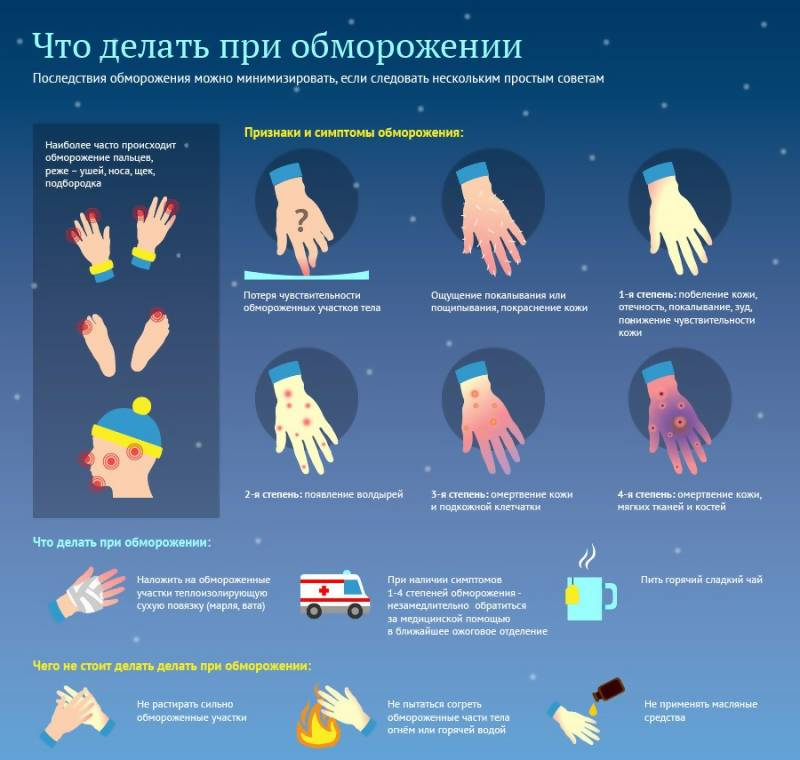 Что делать при обморожении
Последствия обморожения можно минимизировать, если следовать нескольким простым советам
Наиболее часто происходит
обморожение пальцев,
реже – ушей, носа, щек,
подбородка
Признаки и симптомы обморожения:
?
Потеря чувствительности
обмороженных участков тела
Ощущение покалывания или
пощипывания, покраснение кожи
1-я степень: побеление кожи,
отечность, покалывание, зуд,
понижение чувствительности
кожи
2-я степень: появление волдырей
3-я степень: омертвение кожи
и подкожной клетчатки
4-я степень: омертвение кожи,
мягких тканей и костей
Что делать при обморожении:
Наложить на обмороженные
участки теплоизолирующую
сухую повязку (марля, вата)
При наличии симптомов
1-4 степеней обморожения -
незамедлительно обратиться
за медицинской помощью
в ближайшее ожоговое отделение
Пить горячий сладкий чай
Чего не стоит делать делать при обморожении:
Не растирать сильно
обмороженные участки
Не пытаться согреть
обмороженные части тела
огнём или горячей водой
Не применять масляные
средства